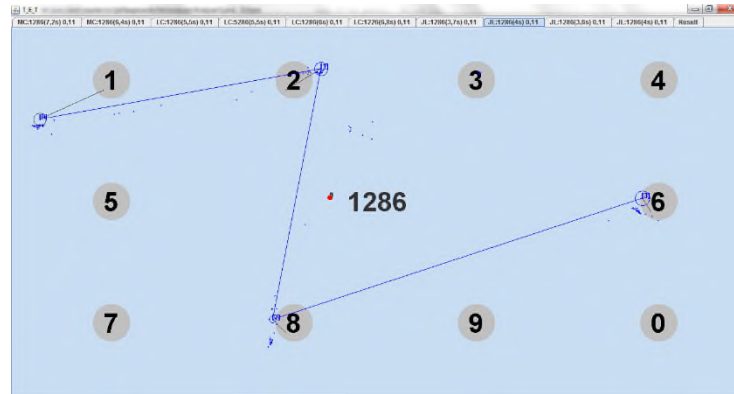 T_E_T
MC:1286(7,2s) 0,11 MC:1286(6,4s) 0,11 LC:1286(5,5s) 0,11 LC:5286(5,5s) 0,11 LC:1286(6s) 0,11 LC:1226(6,8s) 0,11 JL:1286(3,7s) 0,11 JL:1286(4s) 0,11 JL:1286(3,6s) 0,11 JL:1286(4s) 0,11 Result
1 2 3 4
5 1286 6
7 8 9 0